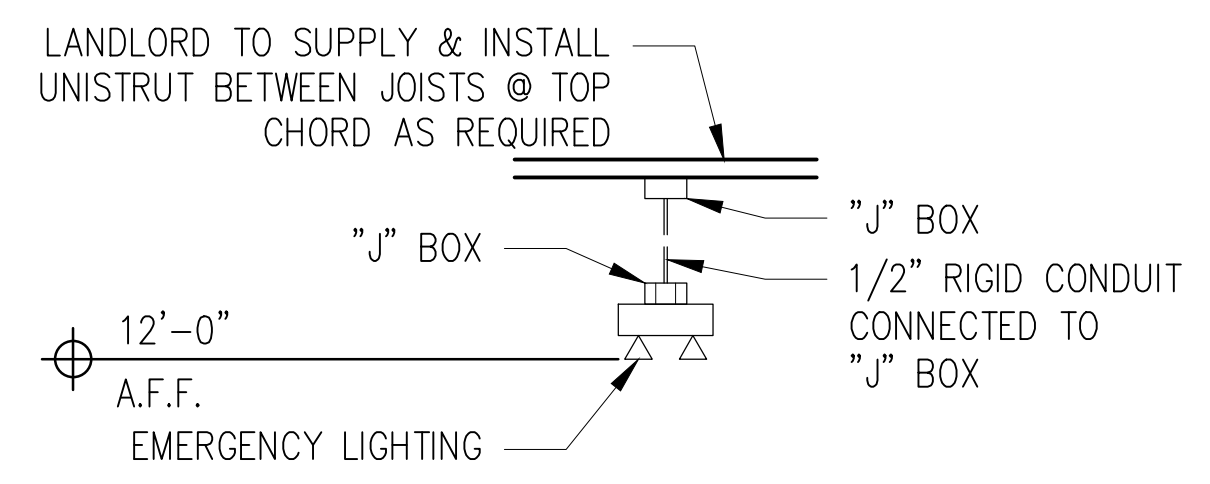 LANDLORD TO SUPPLY & INSTALL
UNISTRUT BETWEEN JOISTS @ TOP
CHORD AS REQUIRED
"J" BOX
"J" BOX
1/2" RIGID CONDUIT
CONNECTED TO
"J" BOX
12'-0"
A.F.F.
EMERGENCY LIGHTING